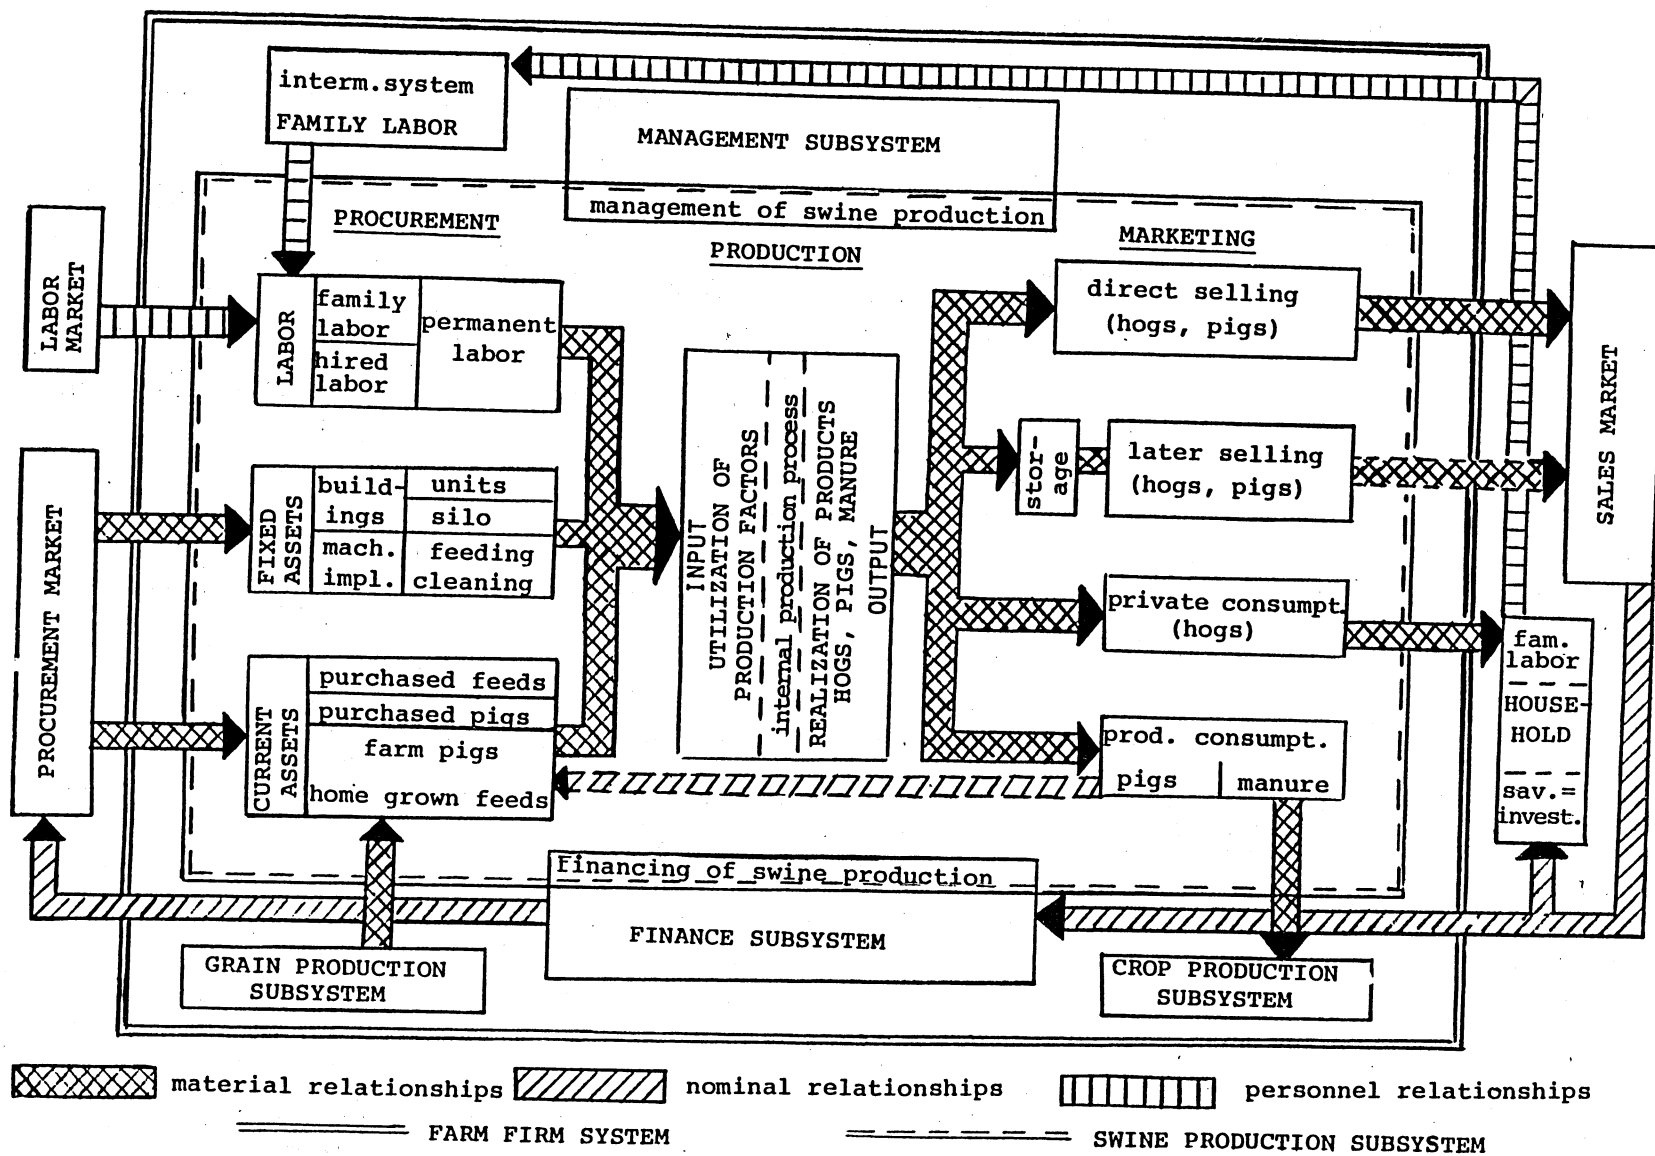 interm.system
FAMILY LABOR
MANAGEMENT SUBSYSTEM
management of swine production
PROCUREMENT
PRODUCTION
MARKETING
LABOR
MARKET
LABOR
family
labor
hired
labor
permanent
labor
direct selling
(hogs, pigs)
SALES MARKET
PROCUREMENT MARKET
FIXED
ASSETS
build-
ings
mach.
impl.
units
silo
feeding
cleaning
INPUT
UTILIZATION OF
PRODUCTION FACTORS
internal production process
REALIZATION OF PRODUCTS
HOGS, PIGS, MANURE
OUTPUT
stor-
age
later selling
(hogs, pigs)
private consumpt.
(hogs)
fam.
labor
HOUSE-
HOLD
sav.=
invest.
CURRENT
ASSETS
purchased feeds
purchased pigs
farm pigs
home grown feeds
prod. consumpt.
pigs
manure
Financing of swine production
FINANCE SUBSYSTEM
GRAIN PRODUCTION
SUBSYSTEM
CROP PRODUCTION
SUBSYSTEM
material relationships
nominal relationships
personnel relationships
FARM FIRM SYSTEM
SWINE PRODUCTION SUBSYSTEM